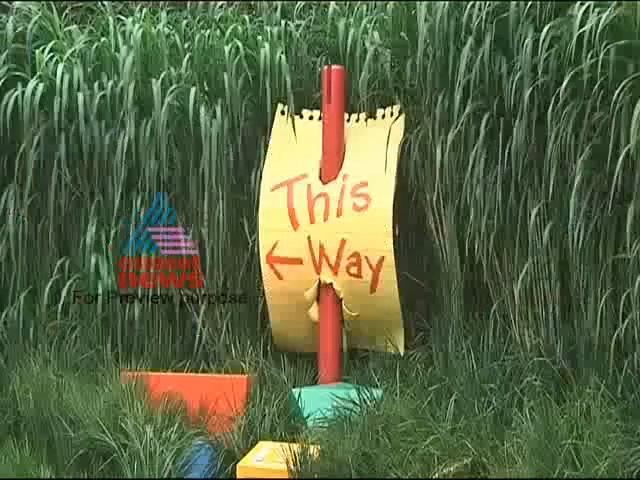 This
← Way
asianet
news
For Preview purpose